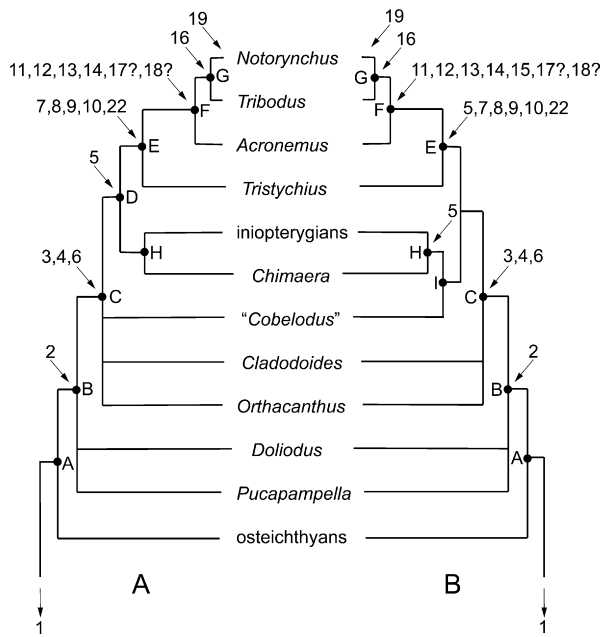 19 19
16 16
Notorynchus
G G
11,12,13,14,17?,18? 11,12,13,14,15,17?,18?
Tribodus
7,8,9,10,22 F F 5,7,8,9,10,22
E Acronemus E
5
D Tristychius
iniopterygians 5
H H
3,4,6 Chimaera 3,4,6
C I C
“Cobelodus”
2 Cladodoides 2
B B
Orthacanthus
A Doliodus A
Pucapampella
osteichthyans
A B
1 1